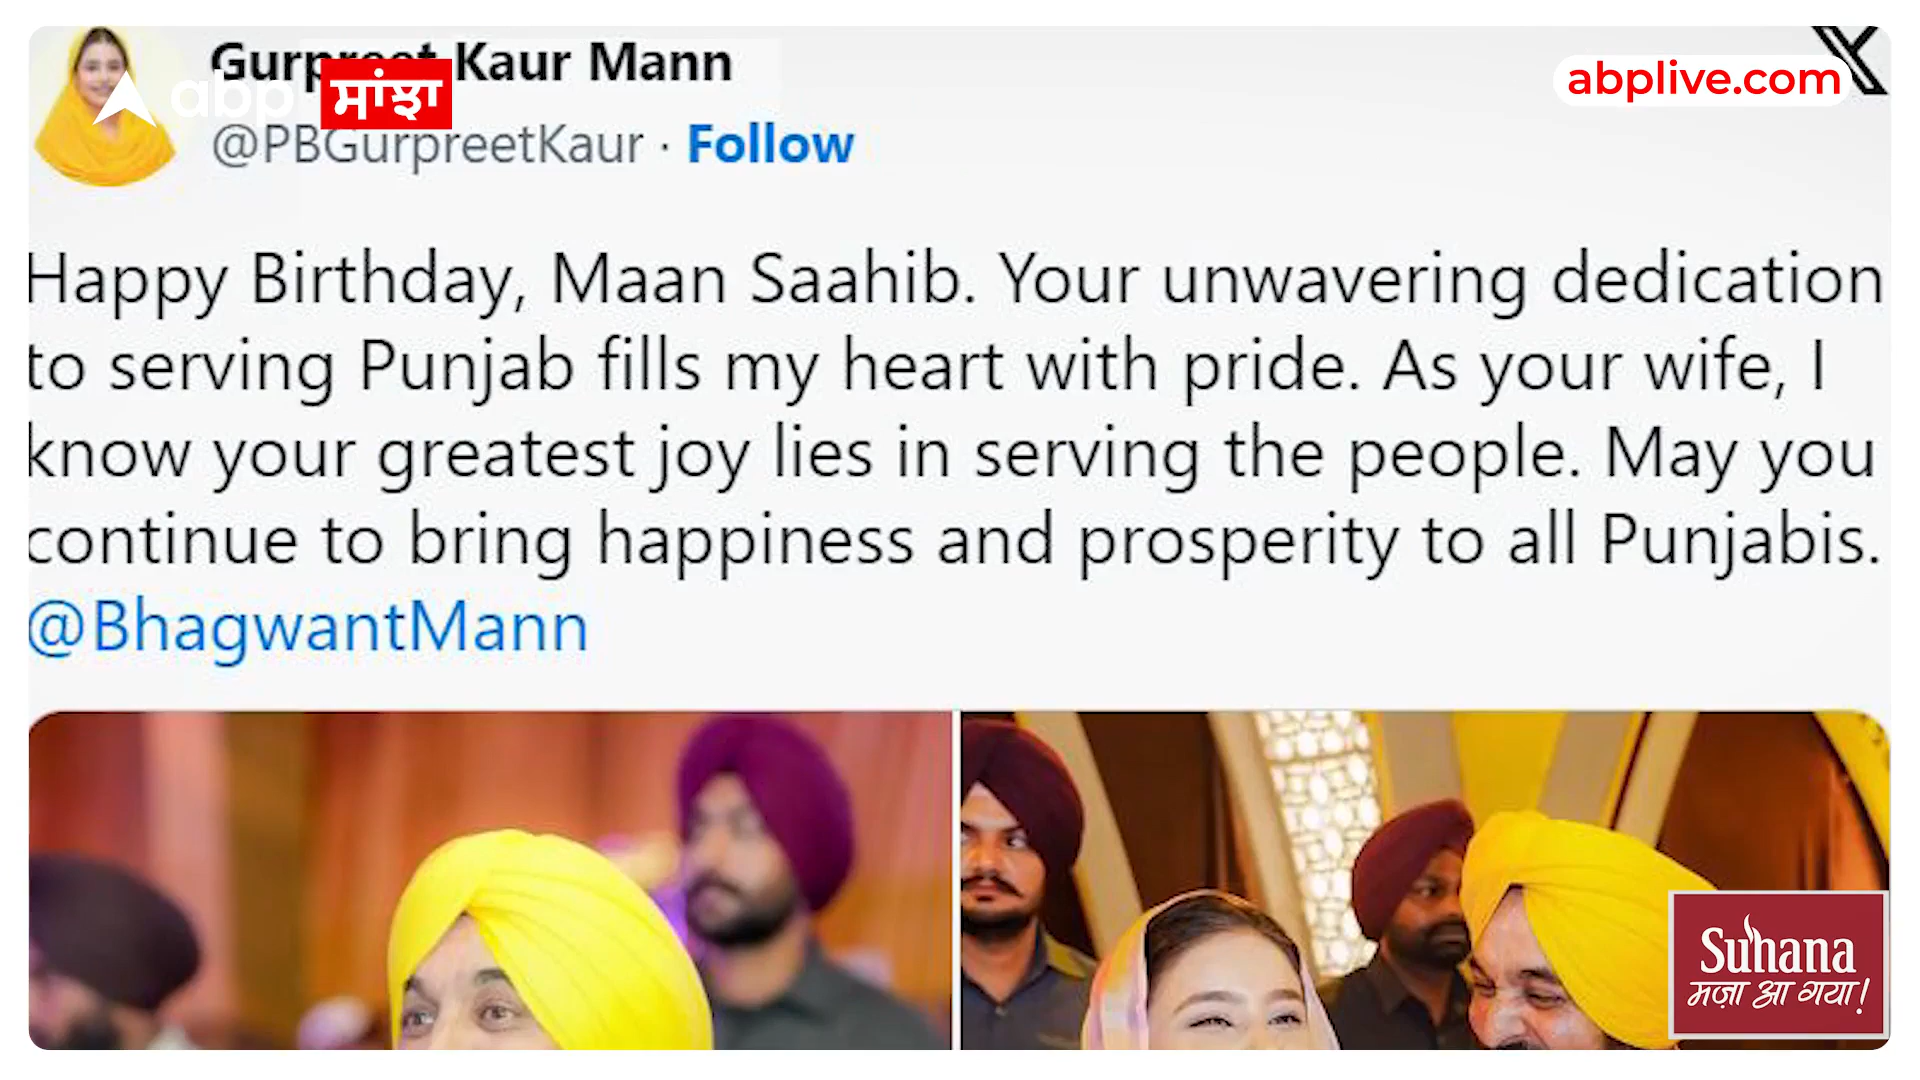 Gurpreet Kaur Mann
abp ਸਾਂਝਾ
abplive.com
@PBGurpreetKaur · Follow
Happy Birthday, Maan Saahib. Your unwavering dedication
to serving Punjab fills my heart with pride. As your wife, I
know your greatest joy lies in serving the people. May you
continue to bring happiness and prosperity to all Punjabis.
@BhagwantMann
Suhana
मज़ा आ गया!